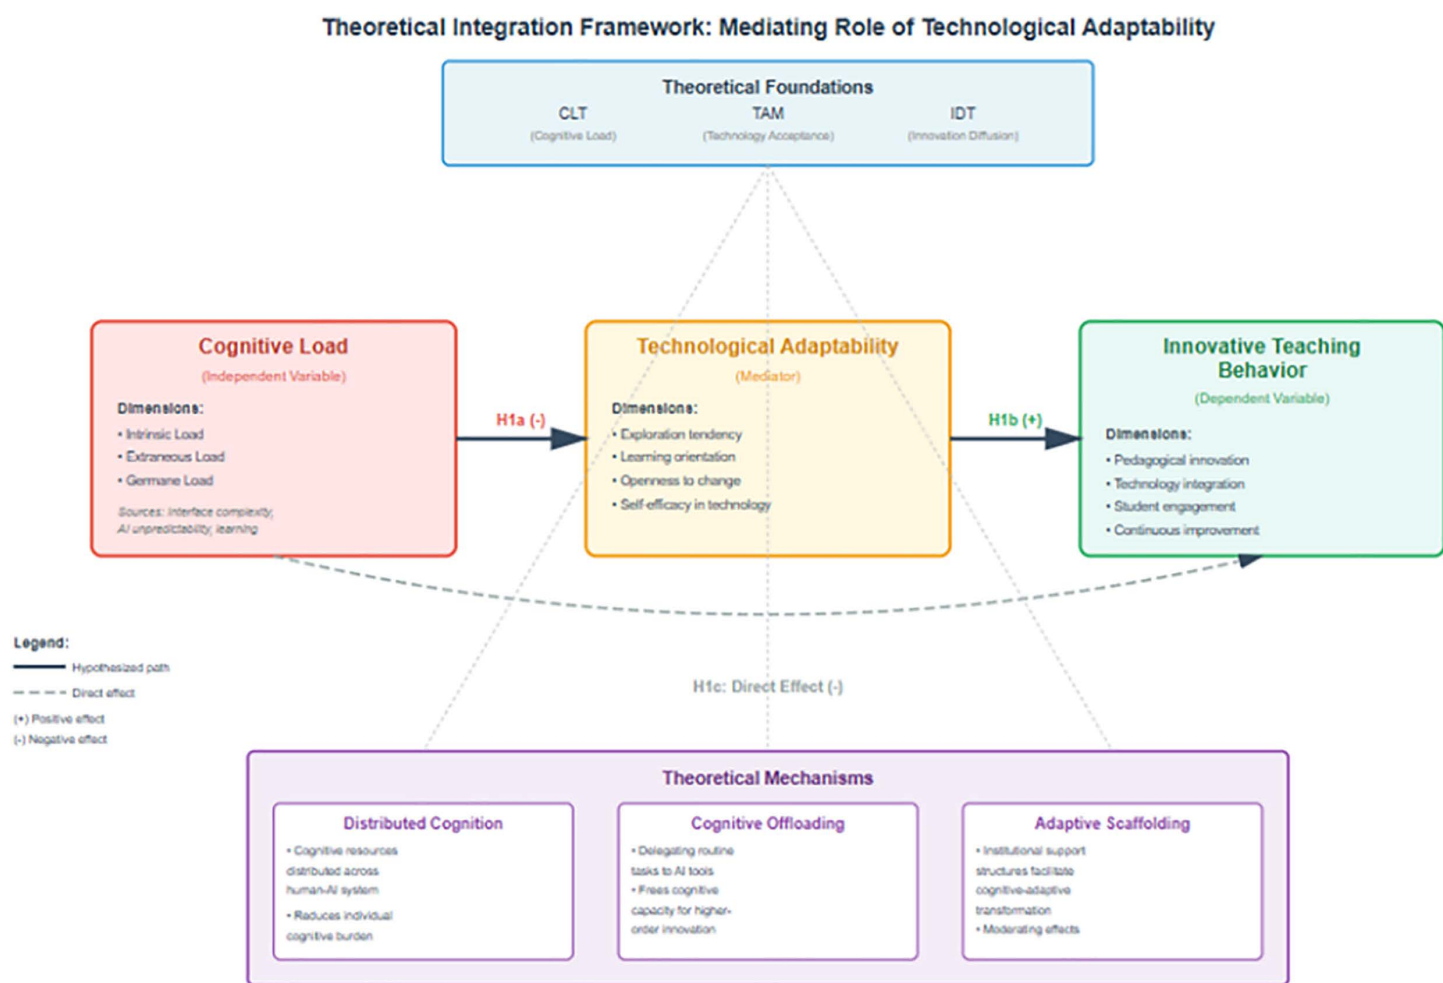 Theoretical Integration Framework: Mediating Role of Technological Adaptability
Theoretical Foundations
CLT
(Cognitive Load)
TAM
(Technology Acceptance)
IDT
(Innovation Diffusion)
Cognitive Load
(Independent Variable)
Dimensions:
• Intrinsic Load
• Extraneous Load
• Germane Load
Sources: Interface complexity,
AI unpredictability, learning
H1a (-)
Technological Adaptability
(Mediator)
Dimensions:
• Exploration tendency
• Learning orientation
• Openness to change
• Self-efficacy in technology
H1b (+)
Innovative Teaching
Behavior
(Dependent Variable)
Dimensions:
• Pedagogical innovation
• Technology integration
• Student engagement
• Continuous improvement
Legend:
Hypothesized path
Direct effect
(+) Positive effect
(-) Negative effect
H1c: Direct Effect (-)
Theoretical Mechanisms
Distributed Cognition
• Cognitive resources
distributed across
human-AI system
• Reduces individual
cognitive burden
Cognitive Offloading
• Delegating routine
tasks to AI tools
• Frees cognitive
capacity for higher-
order innovation
Adaptive Scaffolding
• Institutional support
structures facilitate
cognitive-adaptive
transformation
• Moderating effects